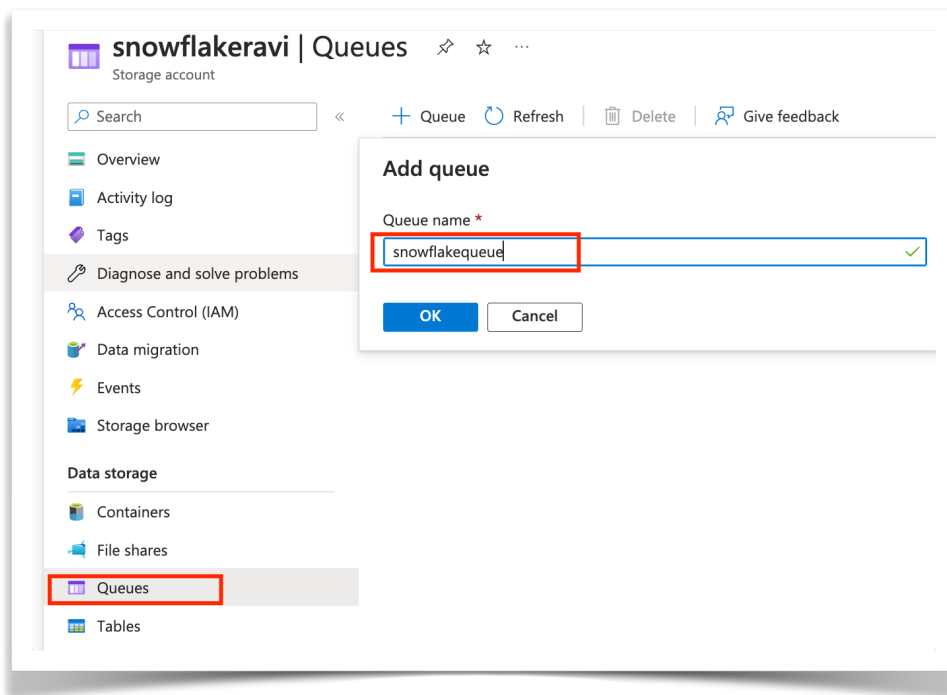 snowflakeravi | Queues
Storage account
Search
Overview
Activity log
Tags
Diagnose and solve problems
Access Control (IAM)
Data migration
Events
Storage browser
Data storage
Containers
File shares
Queues
Tables
Queue Refresh Delete Give feedback
Add queue
Queue name *
snowflakequeue
OK Cancel